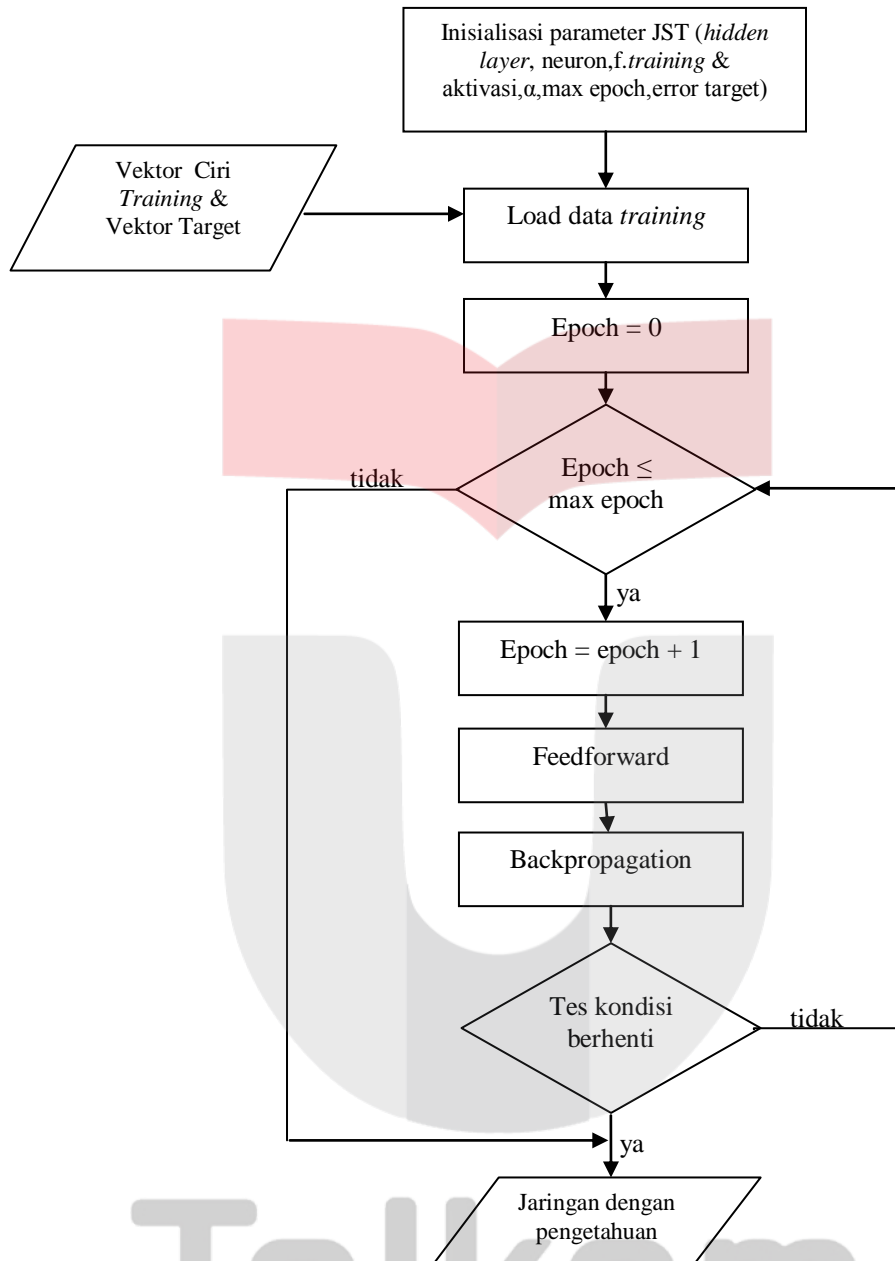 Inisialisasi parameter JST (hidden
layer, neuron,f.training &
aktivasi,α,max epoch,error target)
Vektor Ciri
Training &
Vektor Target
Load data training
Epoch = 0
Epoch ≤
max epoch
tidak
ya
Epoch = epoch + 1
Feedforward
Backpropagation
Tes kondisi
berhenti
tidak
ya
Jaringan dengan
pengetahuan
Telkom